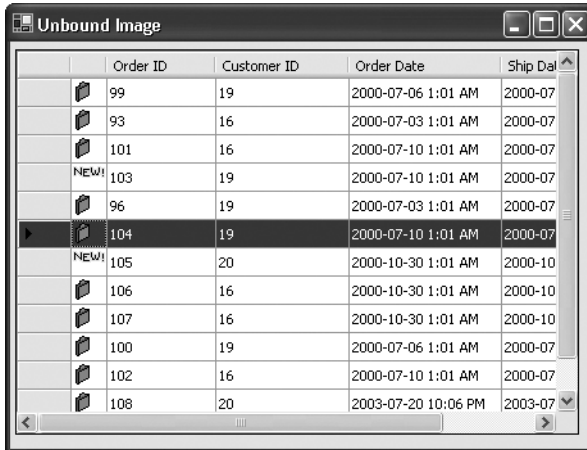 Unbound Image
Order ID Customer ID Order Date Ship Dat
99 19 2000-07-06 1:01 AM 2000-07
93 16 2000-07-03 1:01 AM 2000-07
101 16 2000-07-10 1:01 AM 2000-07
NEW! 103 19 2000-07-10 1:01 AM 2000-07
96 19 2000-07-03 1:01 AM 2000-07
104 19 2000-07-10 1:01 AM 2000-07
NEW! 105 20 2000-10-30 1:01 AM 2000-10
106 16 2000-10-30 1:01 AM 2000-10
107 16 2000-10-30 1:01 AM 2000-10
100 19 2000-07-06 1:01 AM 2000-07
102 16 2000-07-10 1:01 AM 2000-07
108 20 2003-07-20 10:06 PM 2003-07